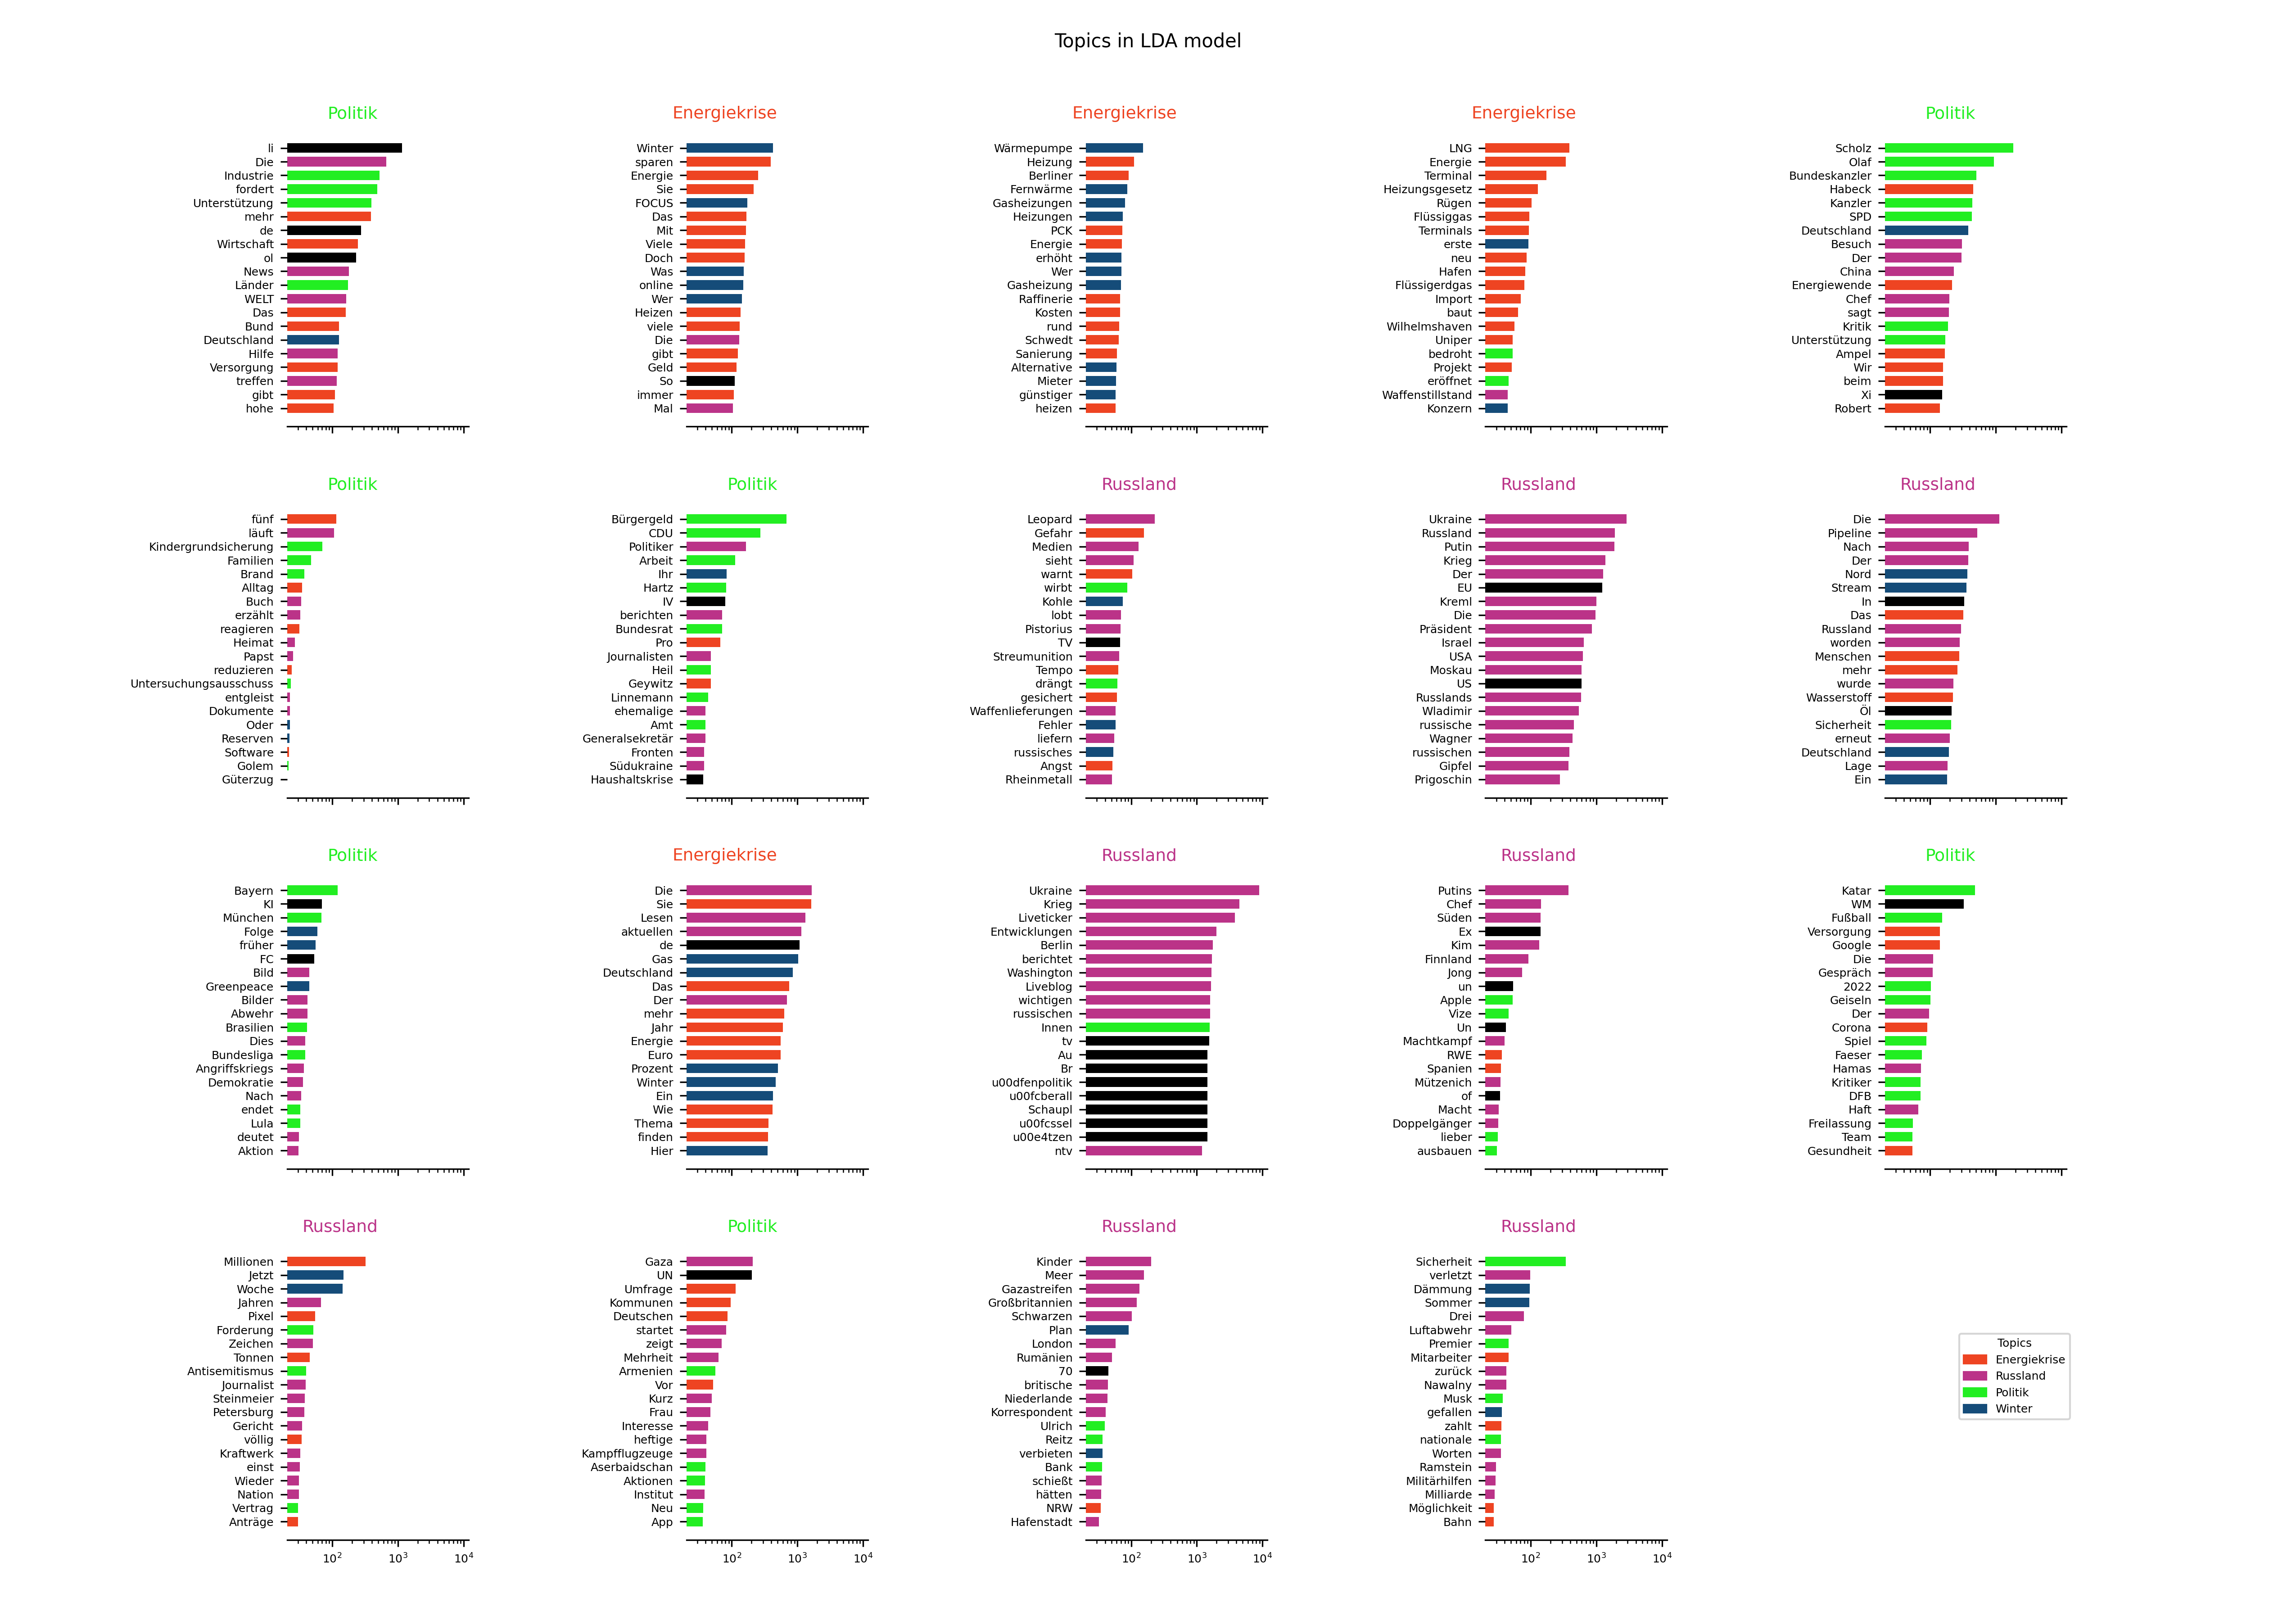 Topics in LDA model
Politik
li
Die
Industrie
fordert
Unterstützung
mehr
de
Wirtschaft
ol
News
Länder
WELT
Das
Bund
Deutschland
Hilfe
Versorgung
treffen
gibt
hohe
Energiekrise
Winter
sparen
Energie
Sie
FOCUS
Das
Mit
Viele
Doch
Was
online
Wer
Heizen
viele
Die
gibt
Geld
So
immer
Mal
Energiekrise
Wärmepumpe
Heizung
Berliner
Fernwärme
Gasheizungen
Heizungen
PCK
Energie
erhöht
Wer
Gasheizung
Raffinerie
Kosten
rund
Schwedt
Sanierung
Alternative
Mieter
günstiger
heizen
Energiekrise
LNG
Energie
Terminal
Heizungsgesetz
Rügen
Flüssiggas
Terminals
erste
neu
Hafen
Flüssigerdgas
Import
baut
Wilhelmshaven
Uniper
bedroht
Projekt
eröffnet
Waffenstillstand
Konzern
Politik
Scholz
Olaf
Bundeskanzler
Habeck
Kanzler
SPD
Deutschland
Besuch
Der
China
Energiewende
Chef
sagt
Kritik
Unterstützung
Ampel
Wir
beim
Xi
Robert
Politik
fünf
läuft
Kindergrundsicherung
Familien
Brand
Alltag
Buch
erzählt
reagieren
Heimat
Papst
reduzieren
Untersuchungsausschuss
entgleist
Dokumente
Oder
Reserven
Software
Golem
Güterzug
Politik
Bürgergeld
CDU
Politiker
Arbeit
Ihr
Hartz
IV
berichten
Bundesrat
Pro
Journalisten
Heil
Geywitz
Linnemann
ehemalige
Amt
Generalsekretär
Fronten
Südukraine
Haushaltskrise
Russland
Leopard
Gefahr
Medien
sieht
warnt
wirbt
Kohle
lobt
Pistorius
TV
Streumunition
Tempo
drängt
gesichert
Waffenlieferungen
Fehler
liefern
russisches
Angst
Rheinmetall
Russland
Ukraine
Russland
Putin
Krieg
Der
EU
Kreml
Die
Präsident
Israel
USA
Moskau
US
Russlands
Wladimir
russische
Wagner
russischen
Gipfel
Prigoschin
Russland
Die
Pipeline
Nach
Der
Nord
Stream
In
Das
Russland
worden
Menschen
mehr
wurde
Wasserstoff
Öl
Sicherheit
erneut
Deutschland
Lage
Ein
Politik
Bayern
KI
München
Folge
früher
FC
Bild
Greenpeace
Bilder
Abwehr
Brasilien
Dies
Bundesliga
Angriffskriegs
Demokratie
Nach
endet
Lula
deutet
Aktion
Energiekrise
Die
Sie
Lesen
aktuellen
de
Gas
Deutschland
Das
Der
mehr
Jahr
Energie
Euro
Prozent
Winter
Ein
Wie
Thema
finden
Hier
Russland
Ukraine
Krieg
Liveticker
Entwicklungen
Berlin
berichtet
Washington
Liveblog
wichtigen
russischen
Innen
tv
Au
Br
u00dfenpolitik
u00fcberall
Schaupl
u00fcssel
u00e4tzen
ntv
Russland
Putins
Chef
Süden
Ex
Kim
Finnland
Jong
un
Apple
Vize
Un
Machtkampf
RWE
Spanien
Mützenich
of
Macht
Doppelgänger
lieber
ausbauen
Politik
Katar
WM
Fußball
Versorgung
Google
Die
Gespräch
2022
Geiseln
Der
Corona
Spiel
Faeser
Hamas
Kritiker
DFB
Haft
Freilassung
Team
Gesundheit
Russland
Millionen
Jetzt
Woche
Jahren
Pixel
Forderung
Zeichen
Tonnen
Antisemitismus
Journalist
Steinmeier
Petersburg
Gericht
völlig
Kraftwerk
einst
Wieder
Nation
Vertrag
Anträge
10² 10³ 10⁴
Politik
Gaza
UN
Umfrage
Kommunen
Deutschen
startet
zeigt
Mehrheit
Armenien
Vor
Kurz
Frau
Interesse
heftige
Kampfflugzeuge
Aserbaidschan
Aktionen
Institut
Neu
App
10² 10³ 10⁴
Russland
Kinder
Meer
Gazastreifen
Großbritannien
Schwarzen
Plan
London
Rumänien
70
britische
Niederlande
Korrespondent
Ulrich
Reitz
verbieten
Bank
schießt
hätten
NRW
Hafenstadt
10² 10³ 10⁴
Russland
Sicherheit
verletzt
Dämmung
Sommer
Drei
Luftabwehr
Premier
Mitarbeiter
zurück
Nawalny
Musk
gefallen
zahlt
nationale
Worten
Ramstein
Militärhilfen
Milliarde
Möglichkeit
Bahn
10² 10³ 10⁴
Topics
Energiekrise
Russland
Politik
Winter